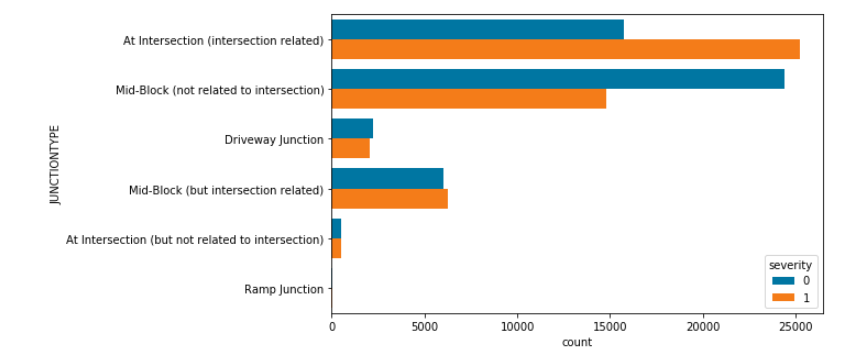 At Intersection (intersection related)
Mid-Block (not related to intersection)
Driveway Junction
Mid-Block (but intersection related)
At Intersection (but not related to intersection)
Ramp Junction
JUNCTIONTYPE
0
5000
10000
15000
20000
25000
count
severity
0
1